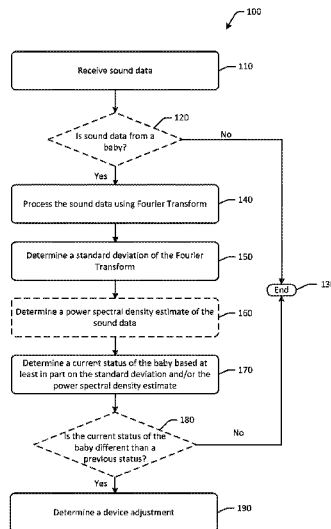 100
Receive sound data
110
Is sound data from a
baby?
120
No
Yes
Process the sound data using Fourier Transform
140
Determine a standard deviation of the Fourier
Transform
150
End
130
Determine a power spectral density estimate of the
sound data
160
Determine a current status of the baby based at
least in part on the standard deviation and/or the
power spectral density estimate
170
Is the current status of the
baby different than a
previous status?
180
No
Yes
Determine a device adjustment
190